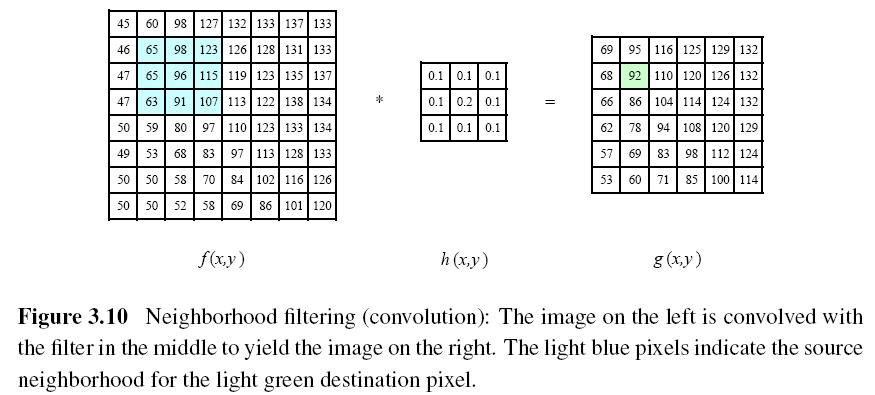 45 60 98 127 132 133 137 133
46 65 98 123 126 128 131 133
47 65 96 115 119 123 135 137
47 63 91 107 113 122 138 134
50 59 80 97 110 123 133 134
49 53 68 83 97 113 128 133
50 50 58 70 84 102 116 126
50 50 52 58 69 86 101 120
*
0.1 0.1 0.1
0.1 0.2 0.1
0.1 0.1 0.1
=
69 95 116 125 129 132
68 92 110 120 126 132
66 86 104 114 124 132
62 78 94 108 120 129
57 69 83 98 112 124
53 60 71 85 100 114
f(x,y)
h(x,y)
g(x,y)
Figure 3.10 Neighborhood filtering (convolution): The image on the left is convolved with
the filter in the middle to yield the image on the right. The light blue pixels indicate the source
neighborhood for the light green destination pixel.